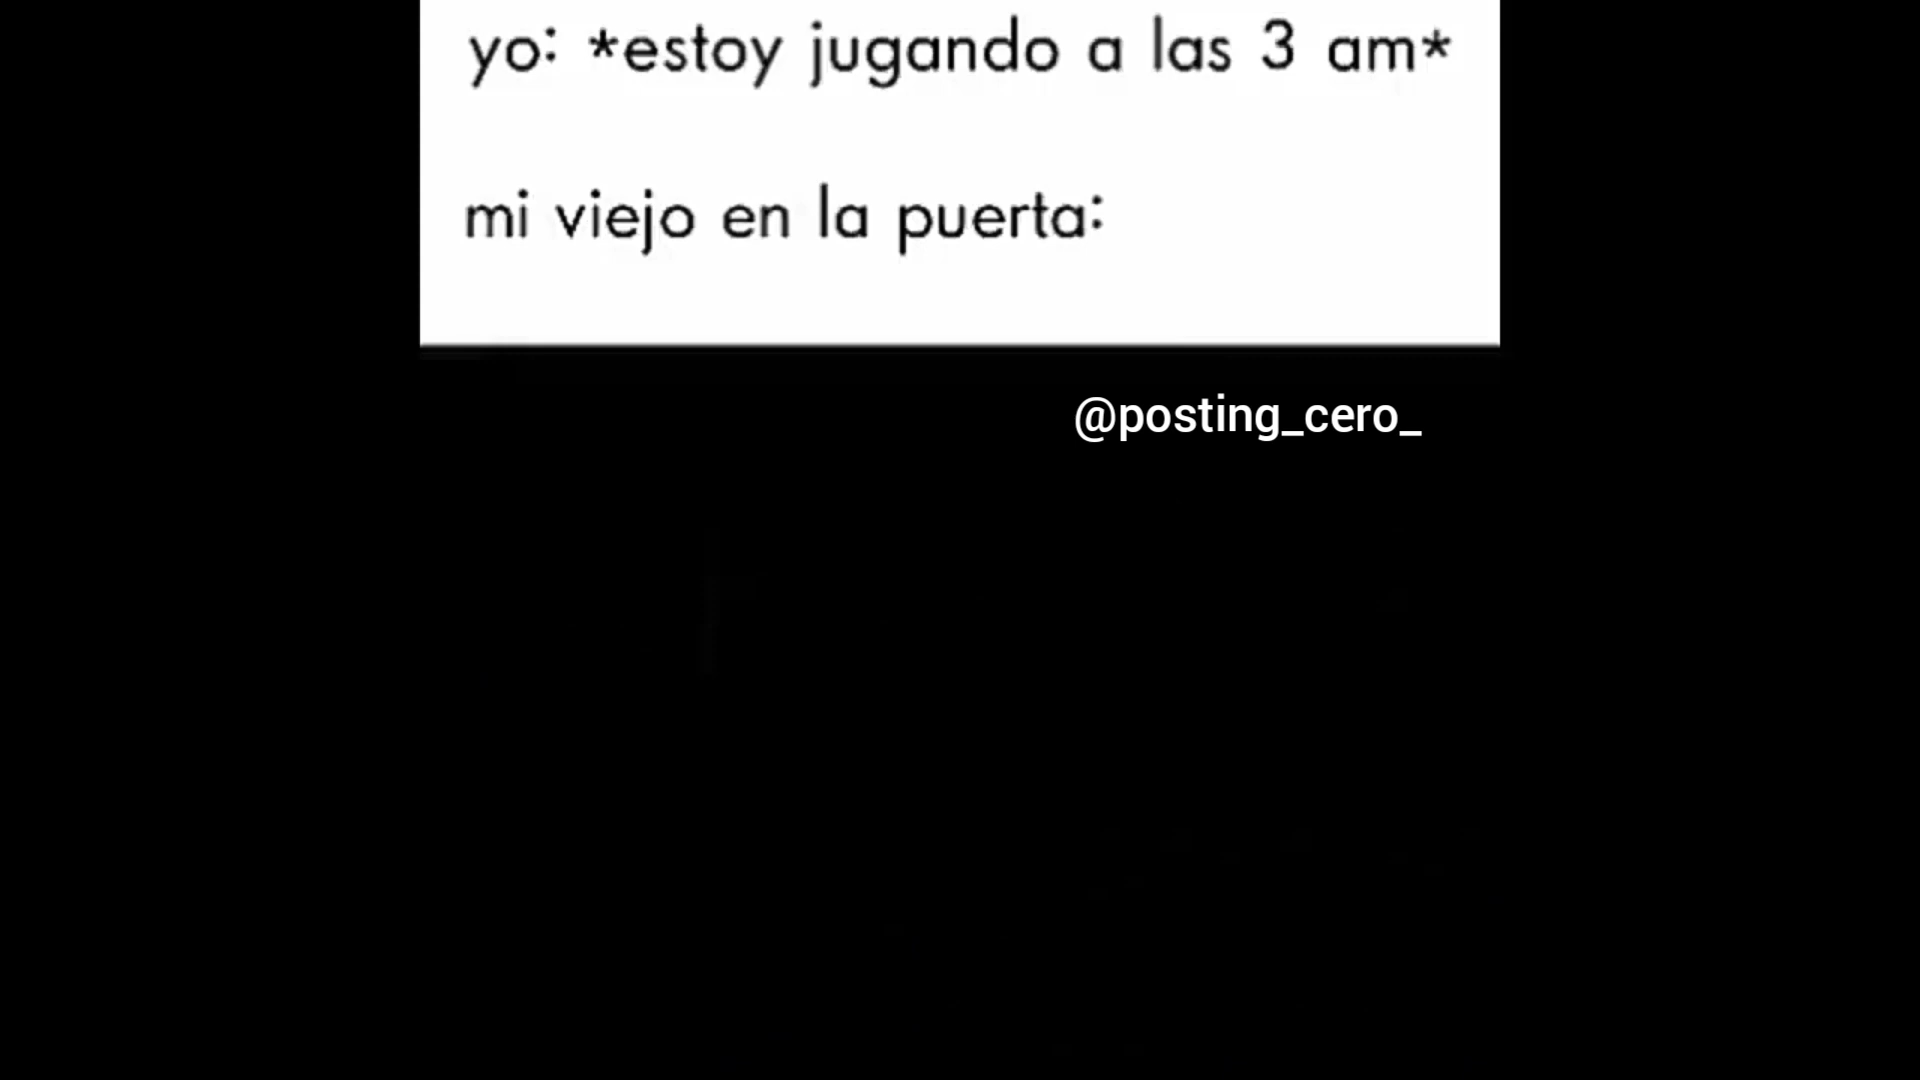 yo: *estoy jugando a las 3 am*
mi viejo en la puerta:
@posting_cero_